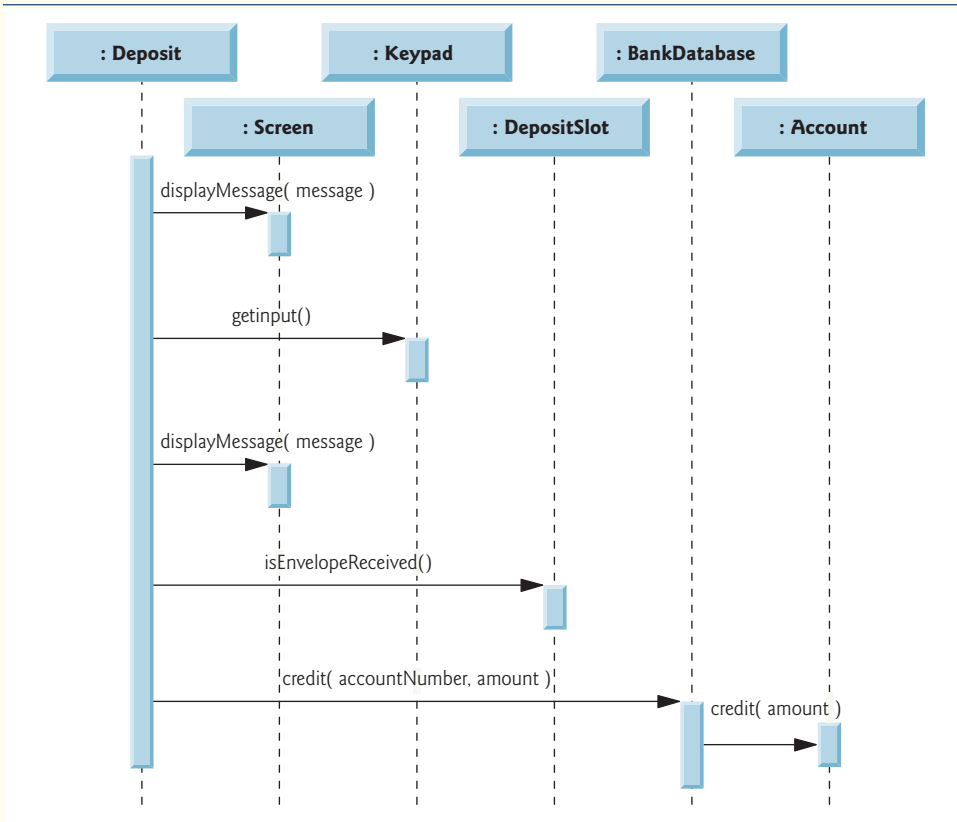 : Deposit
: Keypad
: BankDatabase
: Screen
: DepositSlot
: Account
displayMessage( message )
getinput()
displayMessage( message )
isEnvelopeReceived()
credit( accountNumber, amount )
credit( amount )